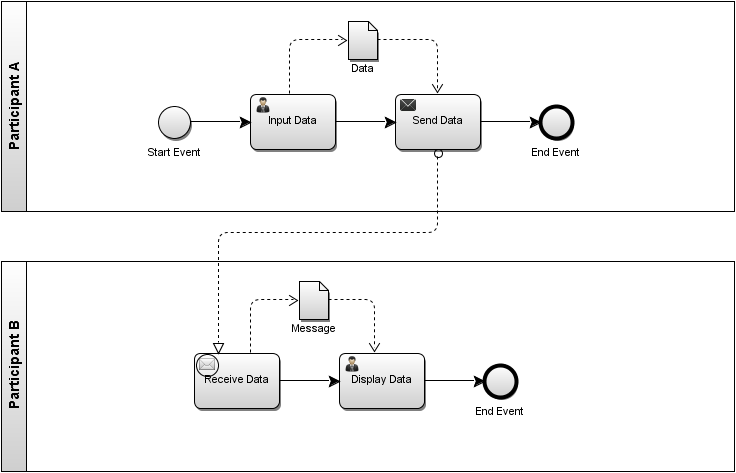 Participant A
Data
Input Data
Send Data
Start Event
End Event
Participant B
Message
Receive Data
Display Data
End Event